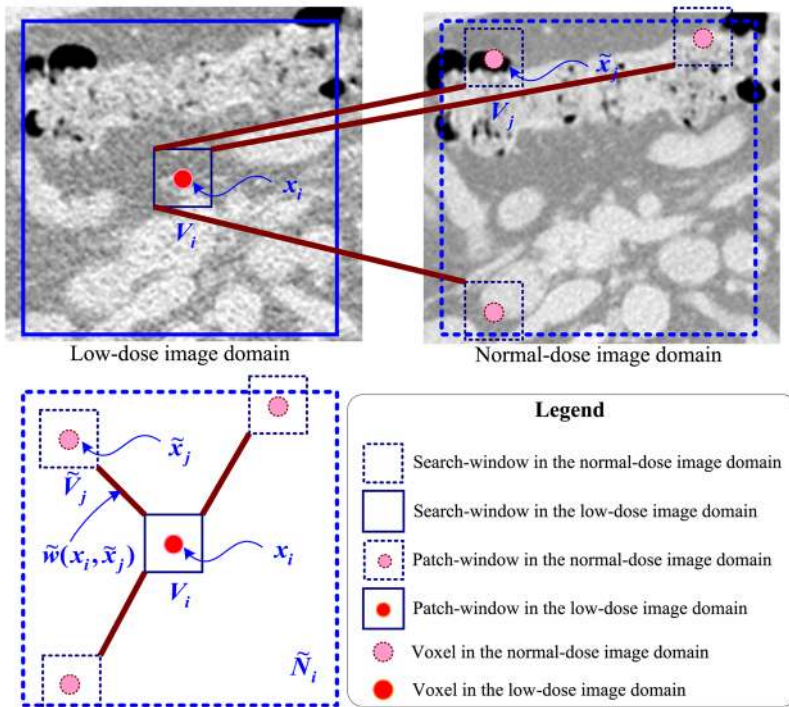 x̃ⱼ
Vⱼ
xᵢ
Vᵢ
Low-dose image domain
Normal-dose image domain
x̃ⱼ
Ṽⱼ
w̃(xᵢ,x̃ⱼ)
xᵢ
Vᵢ
Ñᵢ
Legend
Search-window in the normal-dose image domain
Search-window in the low-dose image domain
Patch-window in the normal-dose image domain
Patch-window in the low-dose image domain
Voxel in the normal-dose image domain
Voxel in the low-dose image domain